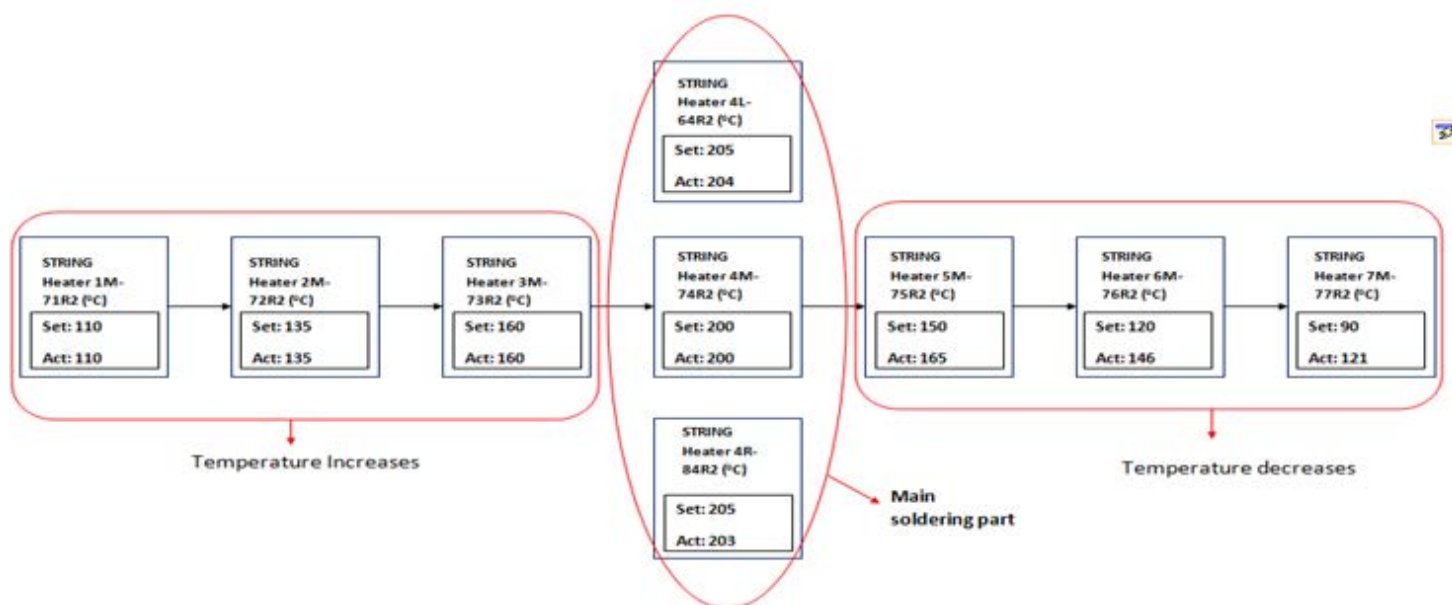 STRING
Heater 4L-
64R2 (ºC)
Set: 205
Act: 204
STRING
Heater 1M-
71R2 (ºC)
Set: 110
Act: 110
STRING
Heater 2M-
72R2 (ºC)
Set: 135
Act: 135
STRING
Heater 3M-
73R2 (ºC)
Set: 160
Act: 160
STRING
Heater 4M-
74R2 (ºC)
Set: 200
Act: 200
STRING
Heater 5M-
75R2 (ºC)
Set: 150
Act: 165
STRING
Heater 6M-
76R2 (ºC)
Set: 120
Act: 146
STRING
Heater 7M-
77R2 (ºC)
Set: 90
Act: 121
STRING
Heater 4R-
84R2 (ºC)
Set: 205
Act: 203
Temperature Increases
Main
soldering part
Temperature decreases